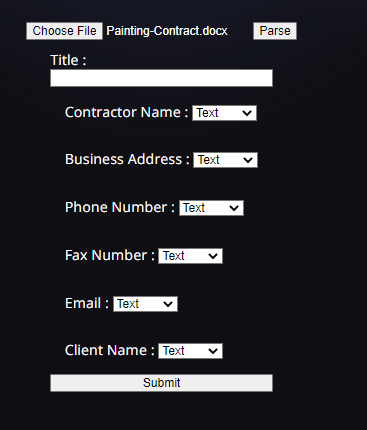 Choose File Painting-Contract.docx Parse
Title :
Contractor Name : Text
Business Address : Text
Phone Number : Text
Fax Number : Text
Email : Text
Client Name : Text
Submit